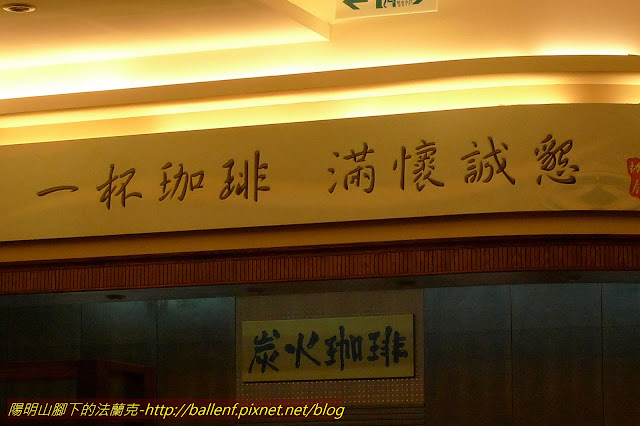 一杯珈琲 滿懷誠懇
炭火珈琲
陽明山腳下的法蘭克-http://ballenf.pixnet.net/blog